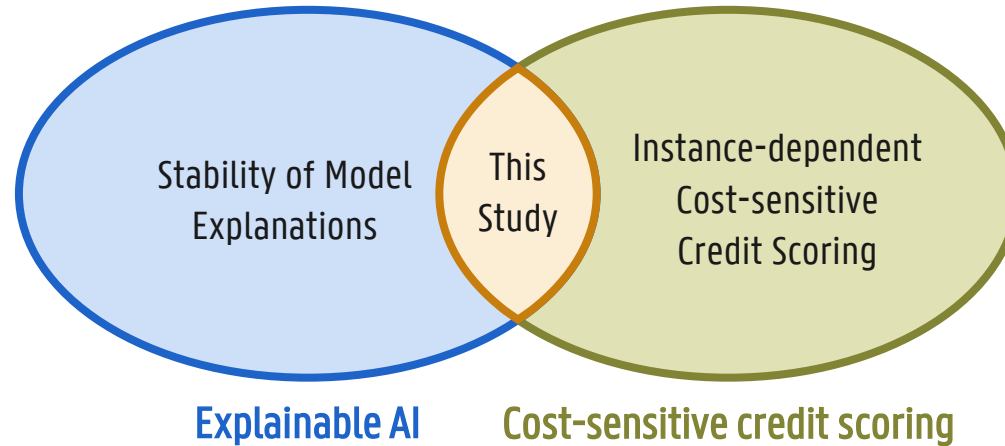 Stability of Model
Explanations
This
Study
Instance-dependent
Cost-sensitive
Credit Scoring
Explainable AI
Cost-sensitive credit scoring